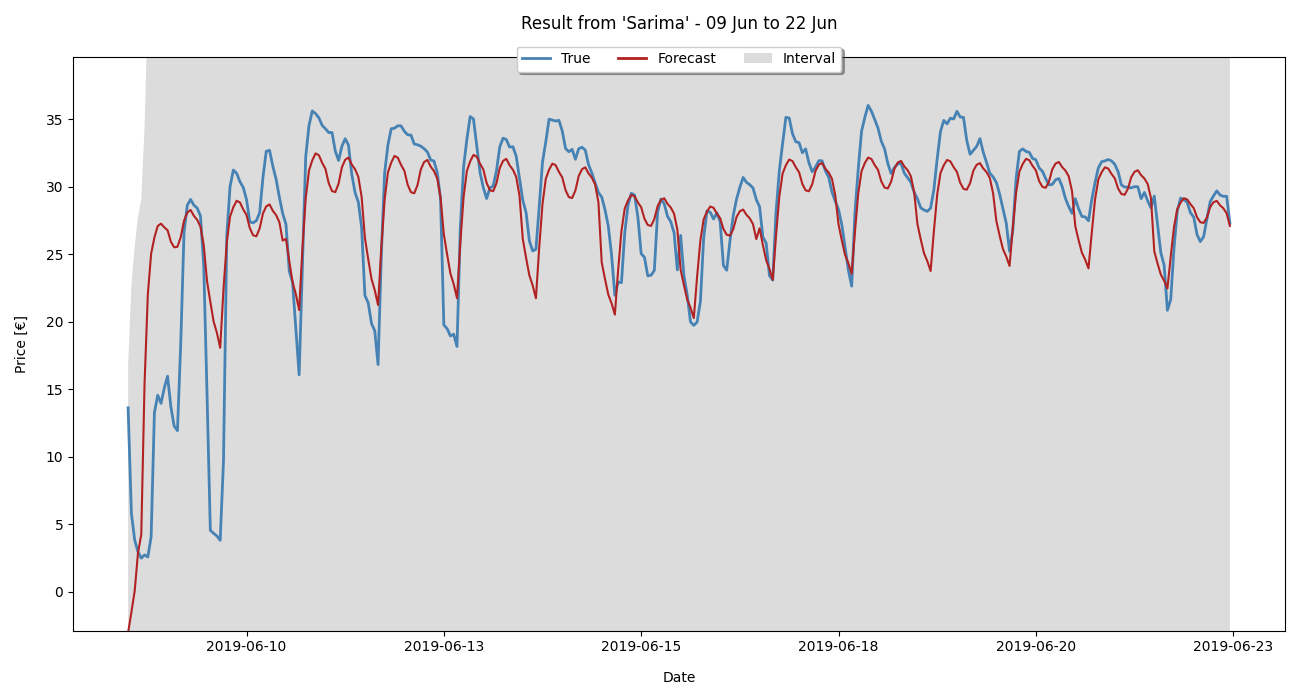 Result from 'Sarima' - 09 Jun to 22 Jun
True Forecast Interval
35
30
25
20
15
10
5
0
Price [€]
2019-06-10 2019-06-13 2019-06-15 2019-06-18 2019-06-20 2019-06-23
Date